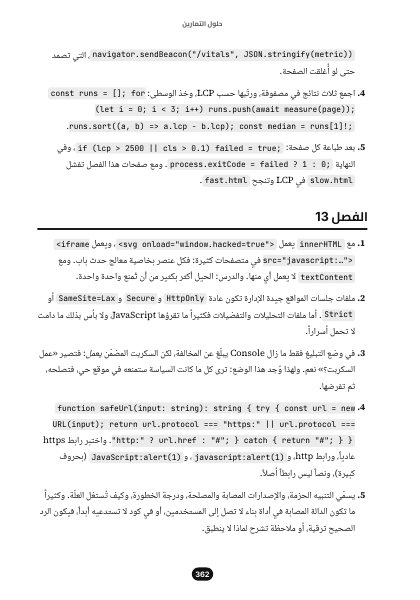 حلول التمارين
navigator.sendBeacon("/vitals", JSON.stringify(metric))، التي تصمد
حتى لو أُغلقت الصفحة.
4. اجمع ثلاث نتائج في مصفوفة، ورتّبها حسب LCP، وخذ الوسطى: const runs = []; for
(let i = 0; i < 3; i++) runs.push(await measure(page));
runs.sort((a, b) => a.lcp - b.lcp); const median = runs[1]!;.
5. بعد طباعة كل صفحة: if (lcp > 2500 || cls > 0.1) failed = true;، وفي
النهاية process.exitCode = failed ? 1 : 0;. ومع صفحات هذا الفصل تفشل
slow.html في LCP وتنجح fast.html.
الفصل 13
1. مع innerHTML يعمل <svg onload="window.hacked=true">، ويعمل <iframe
src="javascript:…"> في متصفحات كثيرة: فكل عنصر بخاصية معالج حدث باب. ومع
textContent لا يعمل أي منها. والدرس: الحيل أكثر بكثير من أن تُمنع واحدة واحدة.
2. ملفات جلسات المواقع جيدة الإدارة تكون عادة HttpOnly و Secure و SameSite=Lax أو
Strict. أما ملفات التحليلات والتفضيلات فكثيراً ما تقرؤها JavaScript، ولا بأس بذلك ما دامت
لا تحمل أسراراً.
3. في وضع التبليغ فقط ما زال Console يبلّغ عن المخالفة، لكن السكربت المضمّن يعمل: فتصير «عمل
السكربت؟» نعم. ولهذا وُجد هذا الوضع: ترى كل ما كانت السياسة ستمنعه في موقع حي، فتصلحه،
ثم تفرضها.
4. function safeUrl(input: string): string { try { const url = new
URL(input); return url.protocol === "https:" || url.protocol ===
"http:" ? url.href : "#"; } catch { return "#"; } }. واختبر رابط https
عادياً، ورابط http، و javascript:alert(1)، و JavaScript:alert(1) (بحروف
كبيرة)، ونصاً ليس رابطاً أصلاً.
5. يسمّي التنبيه الحزمة، والإصدارات المصابة والمصلحة، ودرجة الخطورة، وكيف تُستغل العلّة. وكثيراً
ما تكون الدالة المصابة في أداة بناء لا تصل إلى المستخدمين، أو في كود لا تستدعيه أبداً، فيكون الرد
الصحيح ترقية، أو ملاحظة تشرح لماذا لا ينطبق.
362